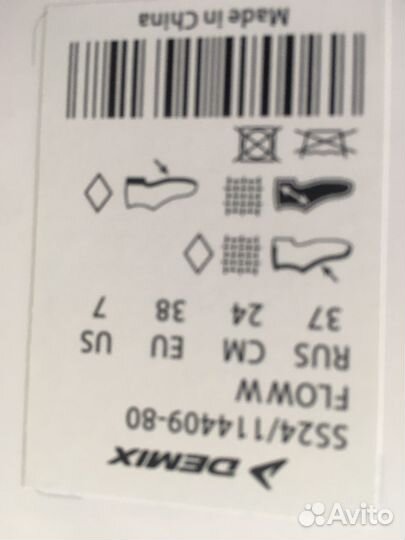 DEMIX
SS24/114409-80
FLOW W
RUS CM EU US
37 24 38 7
Made in China
Avito